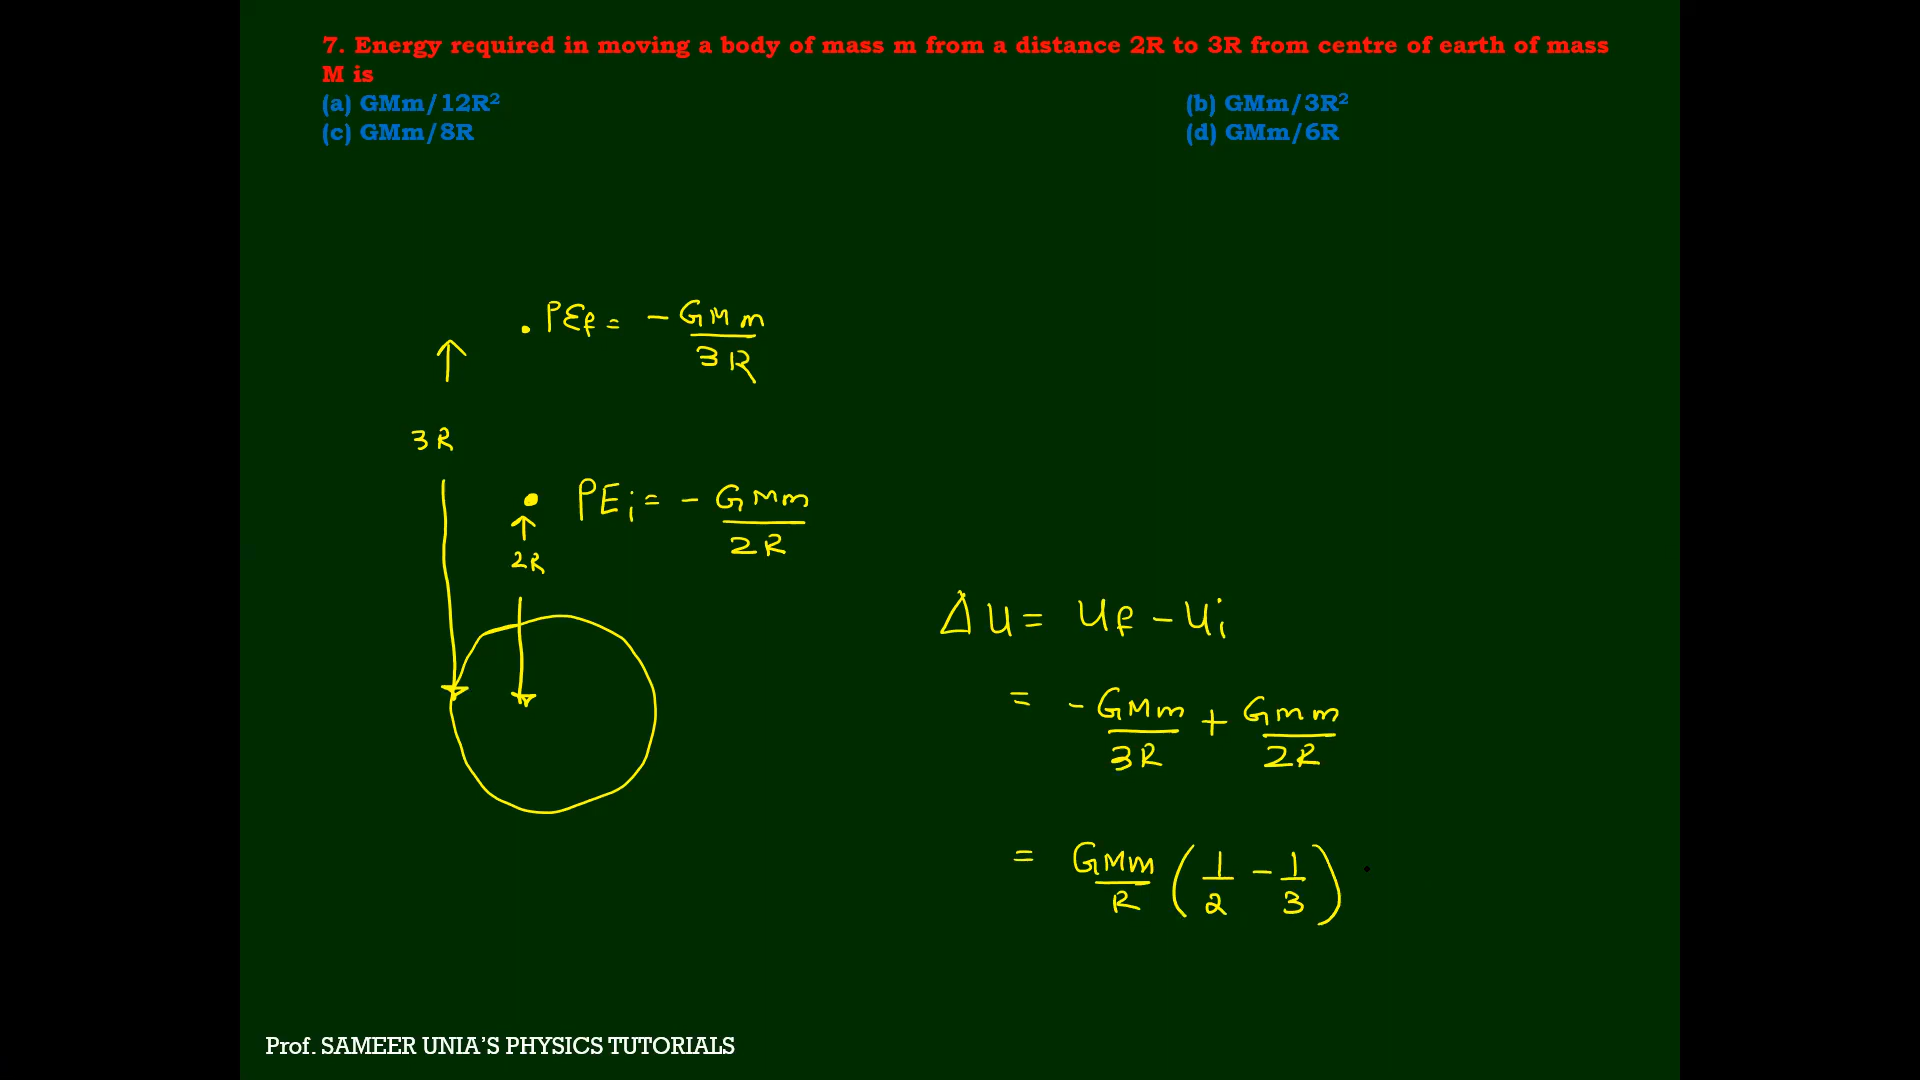 7. Energy required in moving a body of mass m from a distance 2R to 3R from centre of earth of mass
M is
(a) GMm/12R² (b) GMm/3R²
(c) GMm/8R (d) GMm/6R
PEf = - GMm
3R
3R
PEi = - GMm
2R
2R
ΔU = Uf - Ui
= - GMm/3R + GMm/2R
= GMm/R (1/2 - 1/3)
Prof. SAMEER UNIA'S PHYSICS TUTORIALS